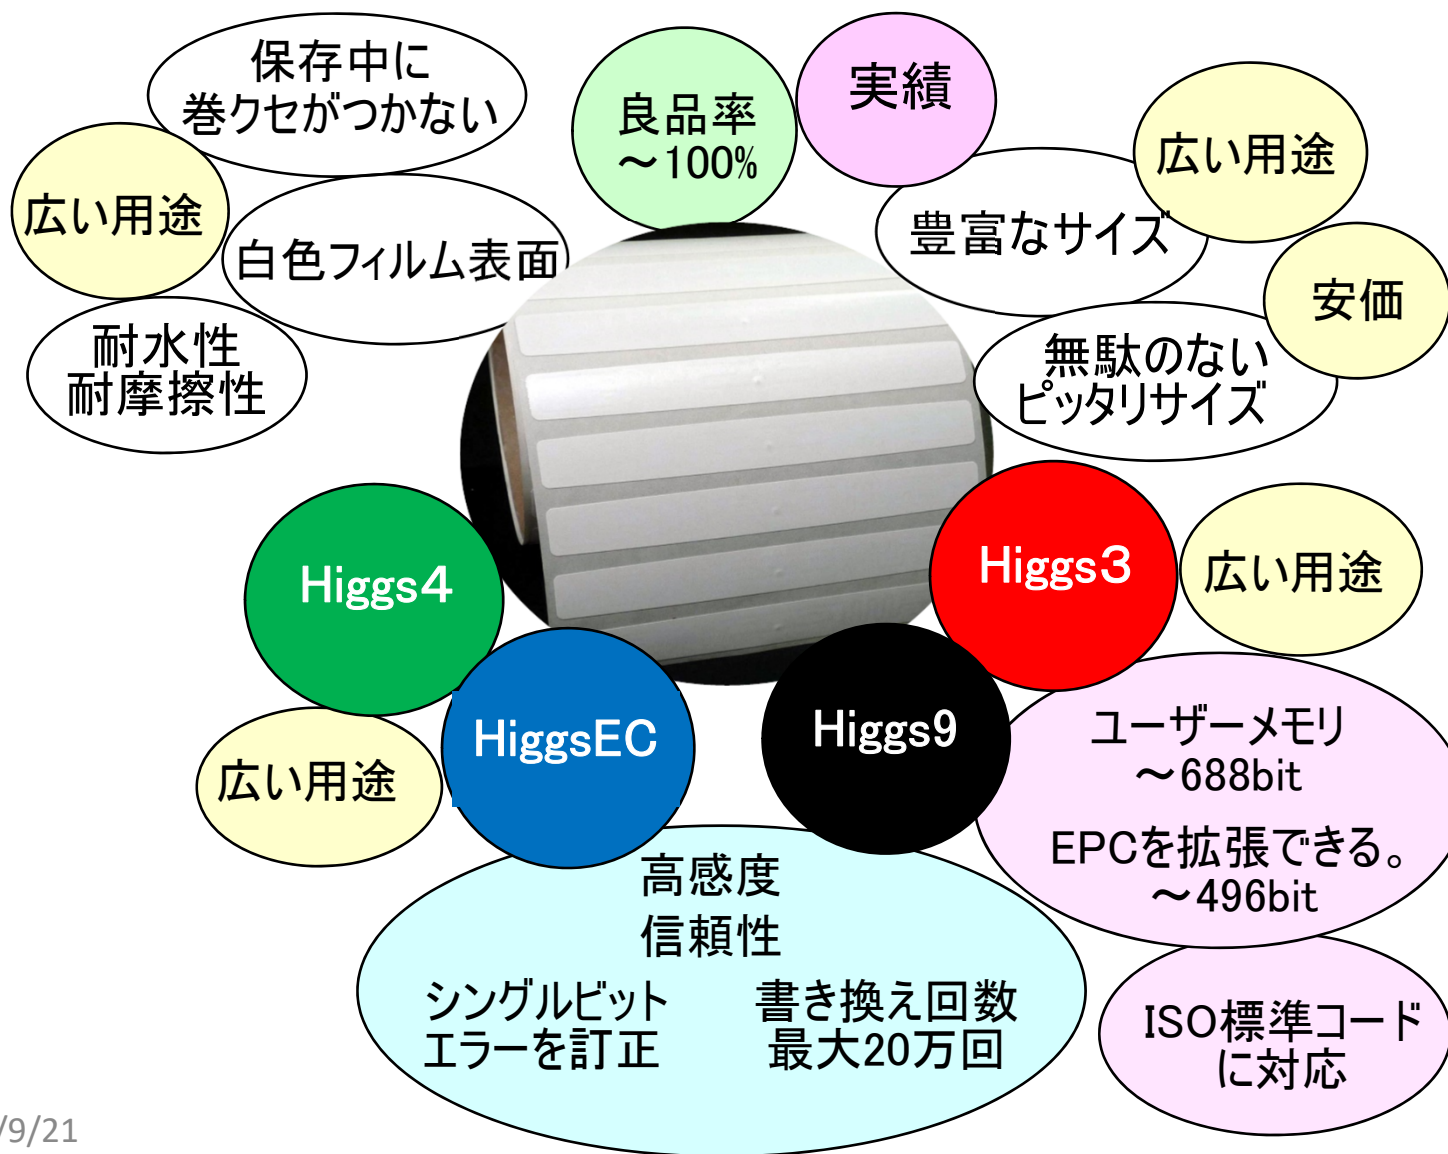 保存中に
巻クセがつかない
良品率
～100%
実績
広い用途
広い用途
白色フィルム表面
豊富なサイズ
安価
耐水性
耐摩擦性
無駄のない
ピッタリサイズ
Higgs4
Higgs3
広い用途
HiggsEC
Higgs9
広い用途
ユーザーメモリ
～688bit
EPCを拡張できる。
～496bit
高感度
信頼性
シングルビット
エラーを訂正
書き換え回数
最大20万回
ISO標準コード
に対応
/9/21